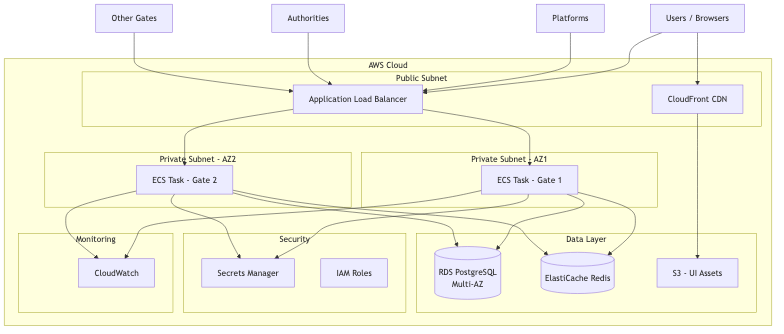 Other Gates
Authorities
Platforms
Users / Browsers
AWS Cloud
Public Subnet
Application Load Balancer
CloudFront CDN
Private Subnet - AZ2
Private Subnet - AZ1
ECS Task - Gate 2
ECS Task - Gate 1
Monitoring
Security
Data Layer
CloudWatch
Secrets Manager
IAM Roles
RDS PostgreSQL
Multi-AZ
ElastiCache Redis
S3 - UI Assets